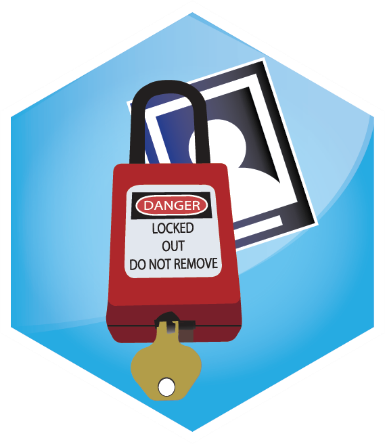 DANGER
LOCKED
OUT
DO NOT REMOVE